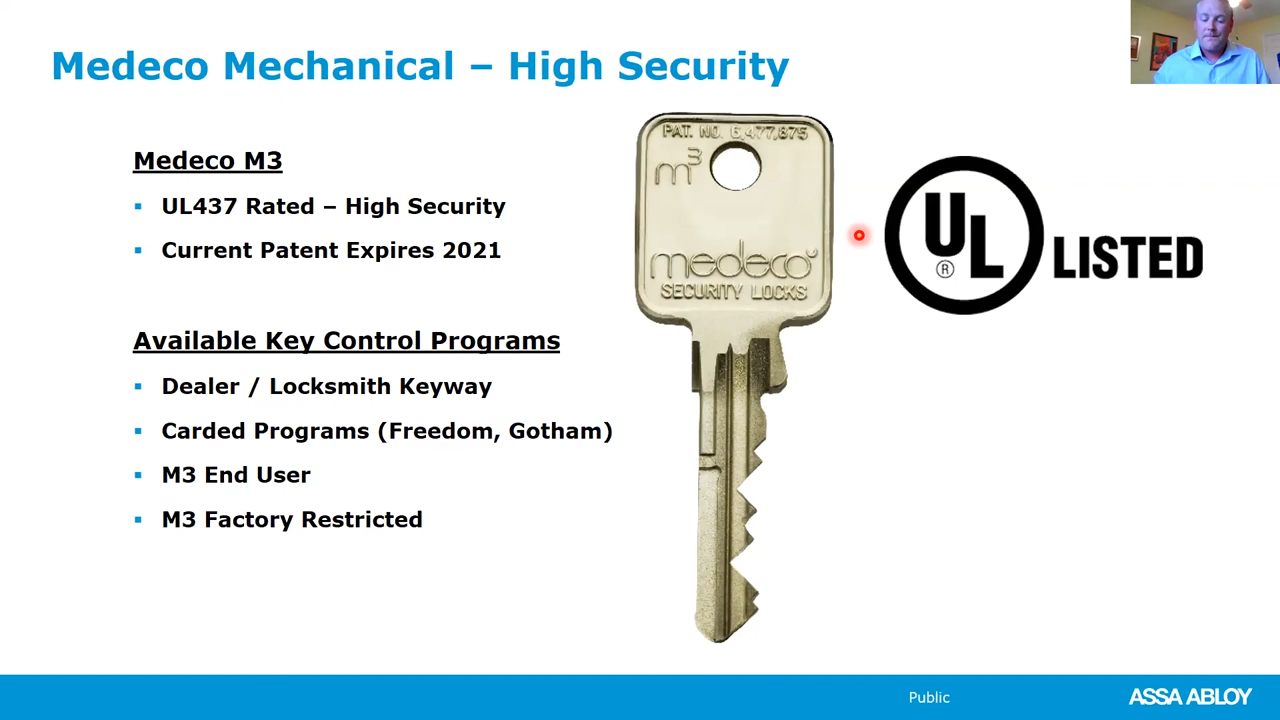 Medeco Mechanical – High Security
Medeco M3
▪ UL437 Rated – High Security
▪ Current Patent Expires 2021
Available Key Control Programs
▪ Dealer / Locksmith Keyway
▪ Carded Programs (Freedom, Gotham)
▪ M3 End User
▪ M3 Factory Restricted
PAT. NO. 6,477,875
m3
medeco
SECURITY LOCKS
UL
®
LISTED
Public
ASSA ABLOY